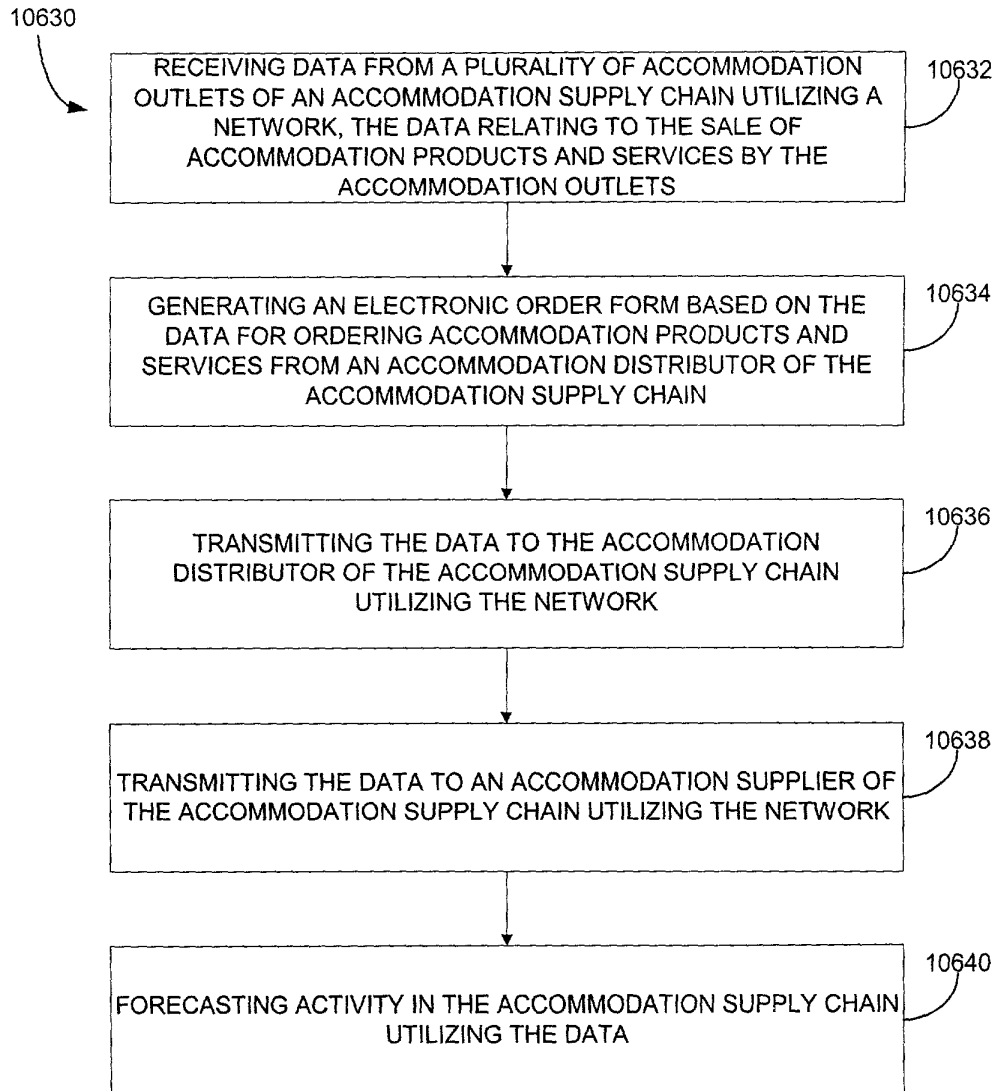 10630
RECEIVING DATA FROM A PLURALITY OF ACCOMMODATION
OUTLETS OF AN ACCOMMODATION SUPPLY CHAIN UTILIZING A
NETWORK, THE DATA RELATING TO THE SALE OF
ACCOMMODATION PRODUCTS AND SERVICES BY THE
ACCOMMODATION OUTLETS
10632
GENERATING AN ELECTRONIC ORDER FORM BASED ON THE
DATA FOR ORDERING ACCOMMODATION PRODUCTS AND
SERVICES FROM AN ACCOMMODATION DISTRIBUTOR OF THE
ACCOMMODATION SUPPLY CHAIN
10634
TRANSMITTING THE DATA TO THE ACCOMMODATION
DISTRIBUTOR OF THE ACCOMMODATION SUPPLY CHAIN
UTILIZING THE NETWORK
10636
TRANSMITTING THE DATA TO AN ACCOMMODATION SUPPLIER OF
THE ACCOMMODATION SUPPLY CHAIN UTILIZING THE NETWORK
10638
FORECASTING ACTIVITY IN THE ACCOMMODATION SUPPLY CHAIN
UTILIZING THE DATA
10640